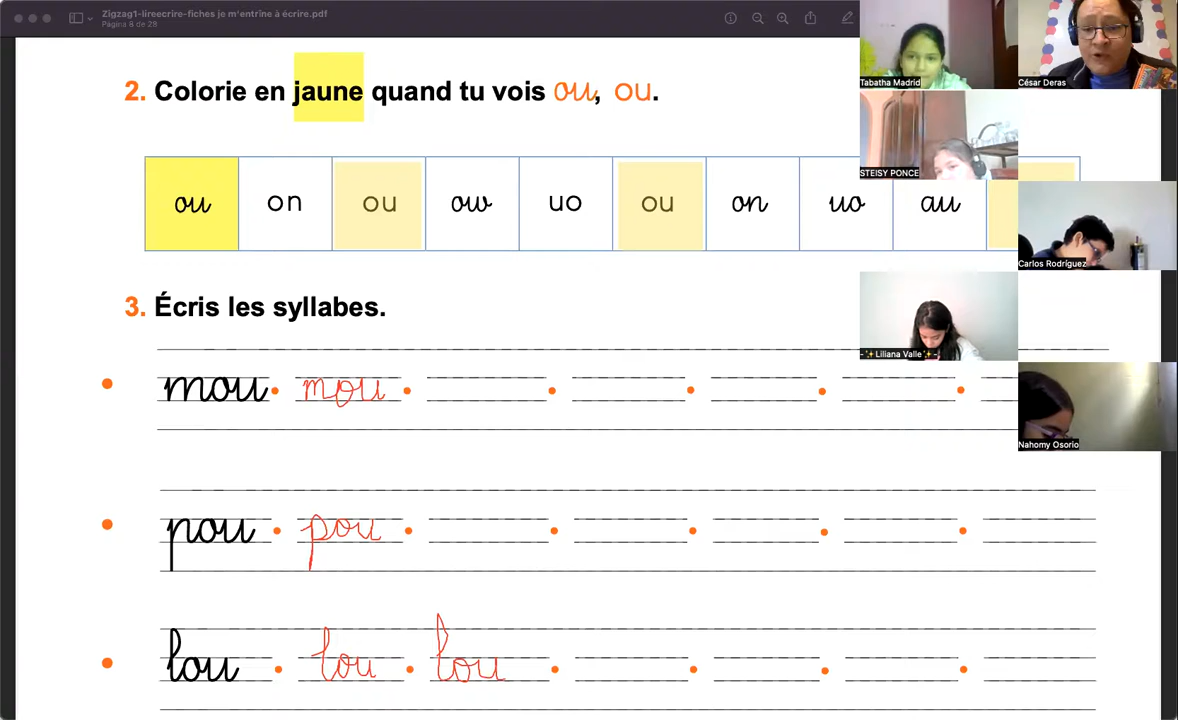 Zigzag1-lireecrire-fiches je m'entrine à écrire.pdf
Página 8 de 29
2. Colorie en jaune quand tu vois ou, ou.
ou on ou ow uo ou on uo au
3. Écris les syllabes.
mou mou
pou pou
lou lou lou
Tabatha Madrid
César Deras
STEISY PONCE
Carlos Rodríguez
-˙✨Liliana Valle✨˙-
Nahomy Osorio